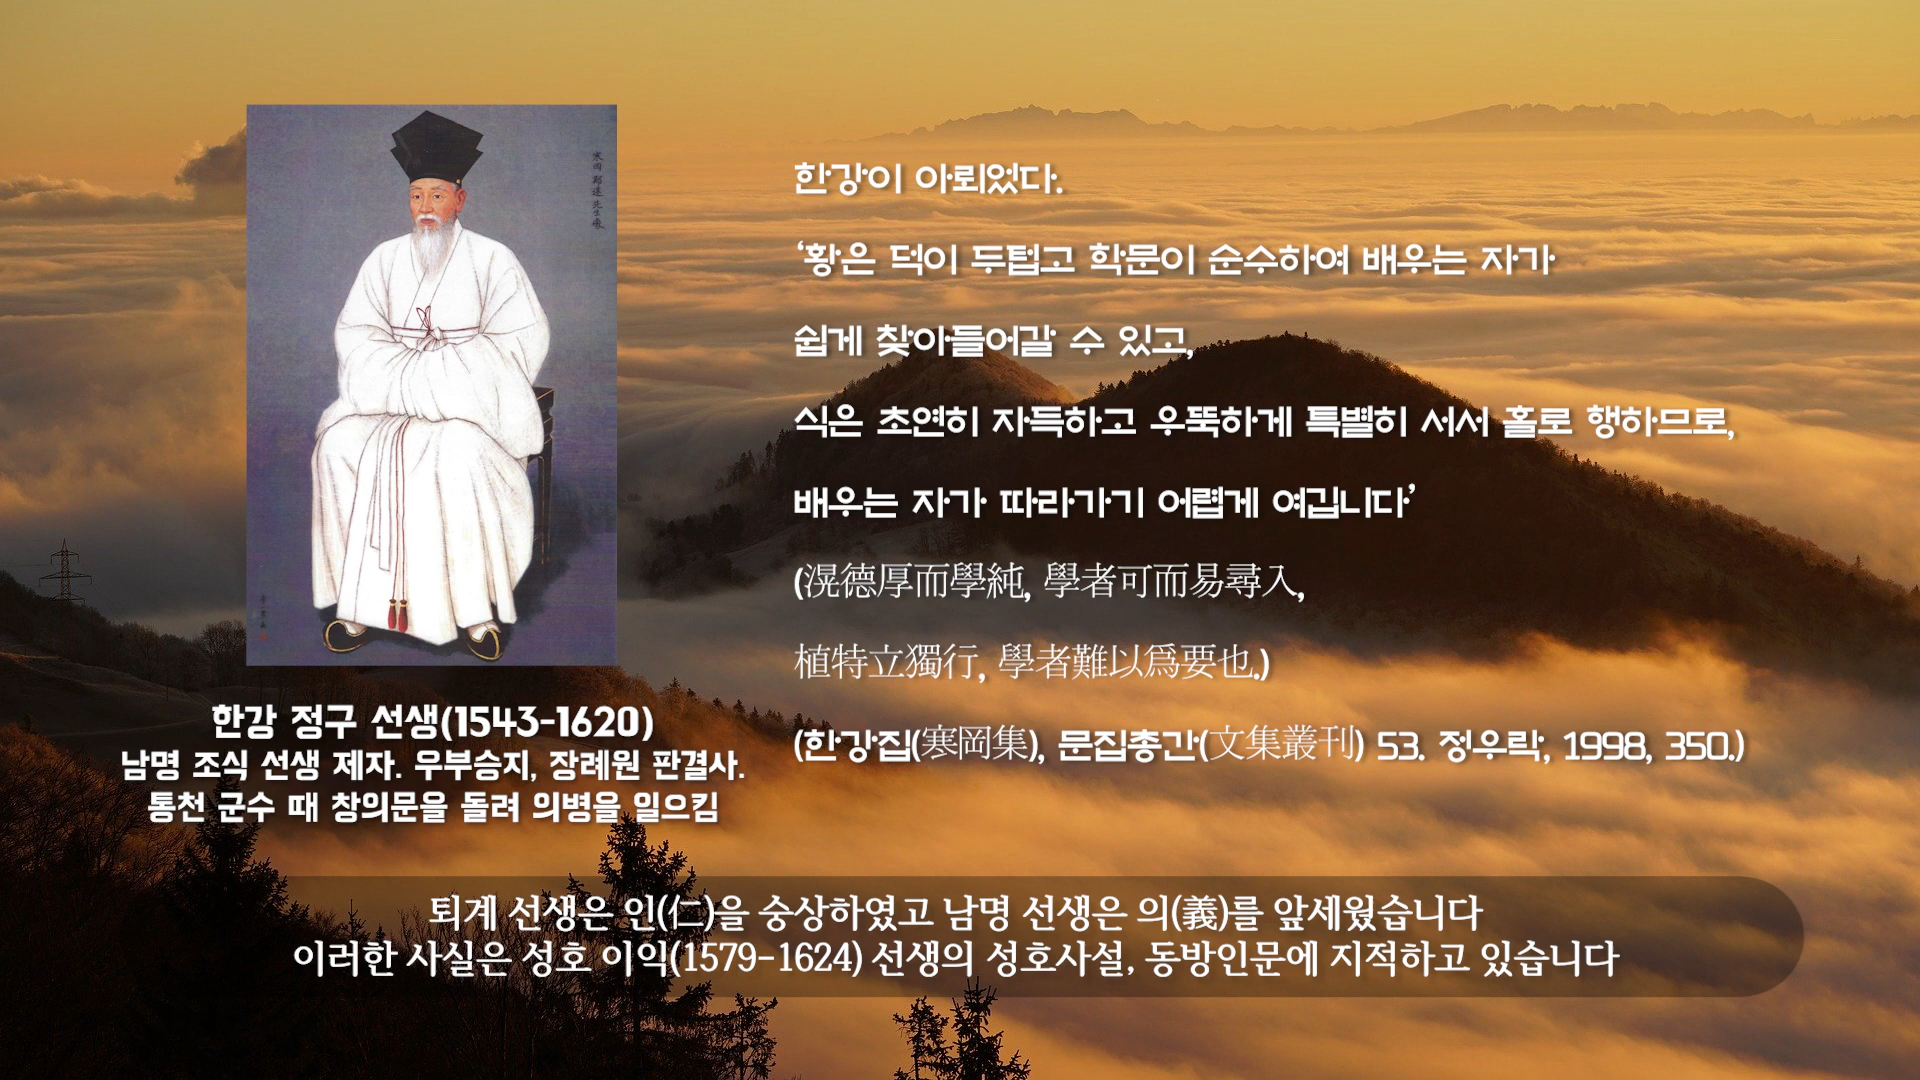 한강이 아뢰었다.
‘황은 덕이 두텁고 학문이 순수하여 배우는 자가
쉽게 찾아들어갈 수 있고,
식은 초연히 자득하고 우뚝하게 특별히 서서 홀로 행하므로,
배우는 자가 따라가기 어렵게 여깁니다’
(滉德厚而學純, 學者可而易尋入,
植特立獨行, 學者難以爲要也.)
(한강집(寒岡集), 문집총간(文集叢刊) 53. 정우락, 1998, 350.)
한강 정구 선생(1543-1620)
남명 조식 선생 제자. 우부승지, 장례원 판결사.
통천 군수 때 창의문을 돌려 의병을 일으킴
퇴계 선생은 인(仁)을 숭상하였고 남명 선생은 의(義)를 앞세웠습니다
이러한 사실은 성호 이익(1579-1624) 선생의 성호사설, 동방인문에 지적하고 있습니다